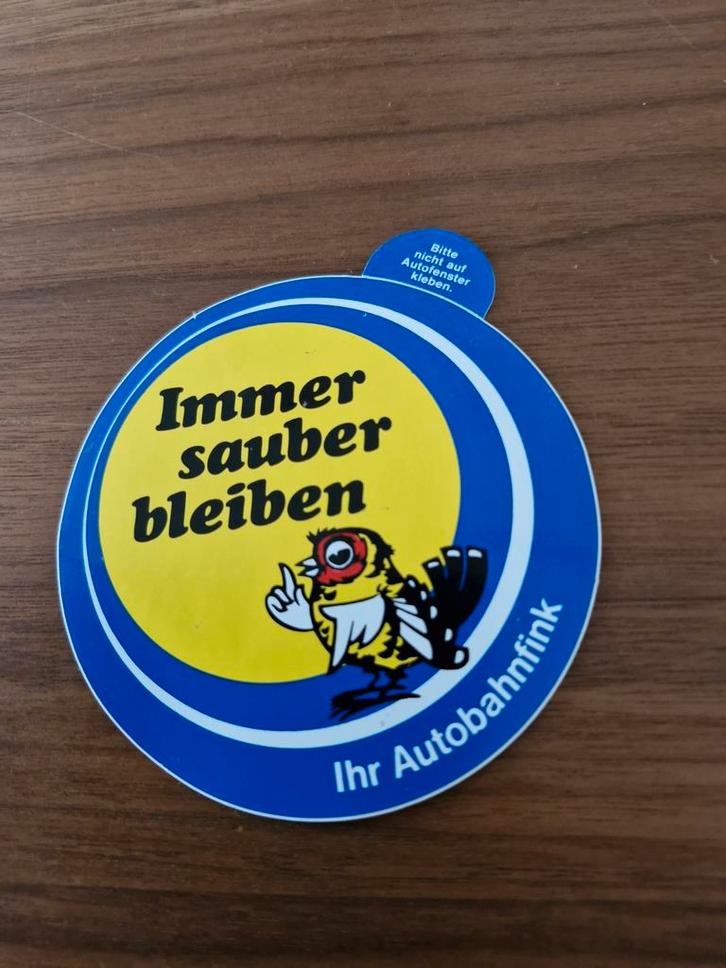 Bitte
nicht auf
Autofenster
kleben.
Immer
sauber
bleiben
Ihr Autobahnfink